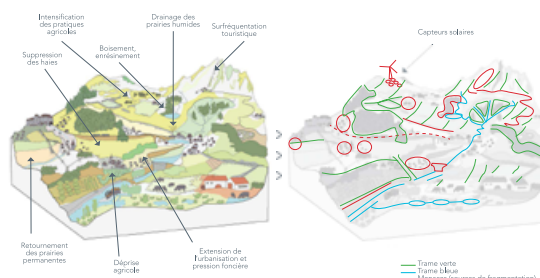 Intensification
des pratiques
agricoles
Drainage des
prairies humides
Surfréquentation
touristique
Boisement,
enrésinement
Suppression
des haies
Capteurs solaires
Retournement
des prairies
permanentes
Déprise
agricole
Extension de
l'urbanisation et
pression foncière
Trame verte
Trame bleue